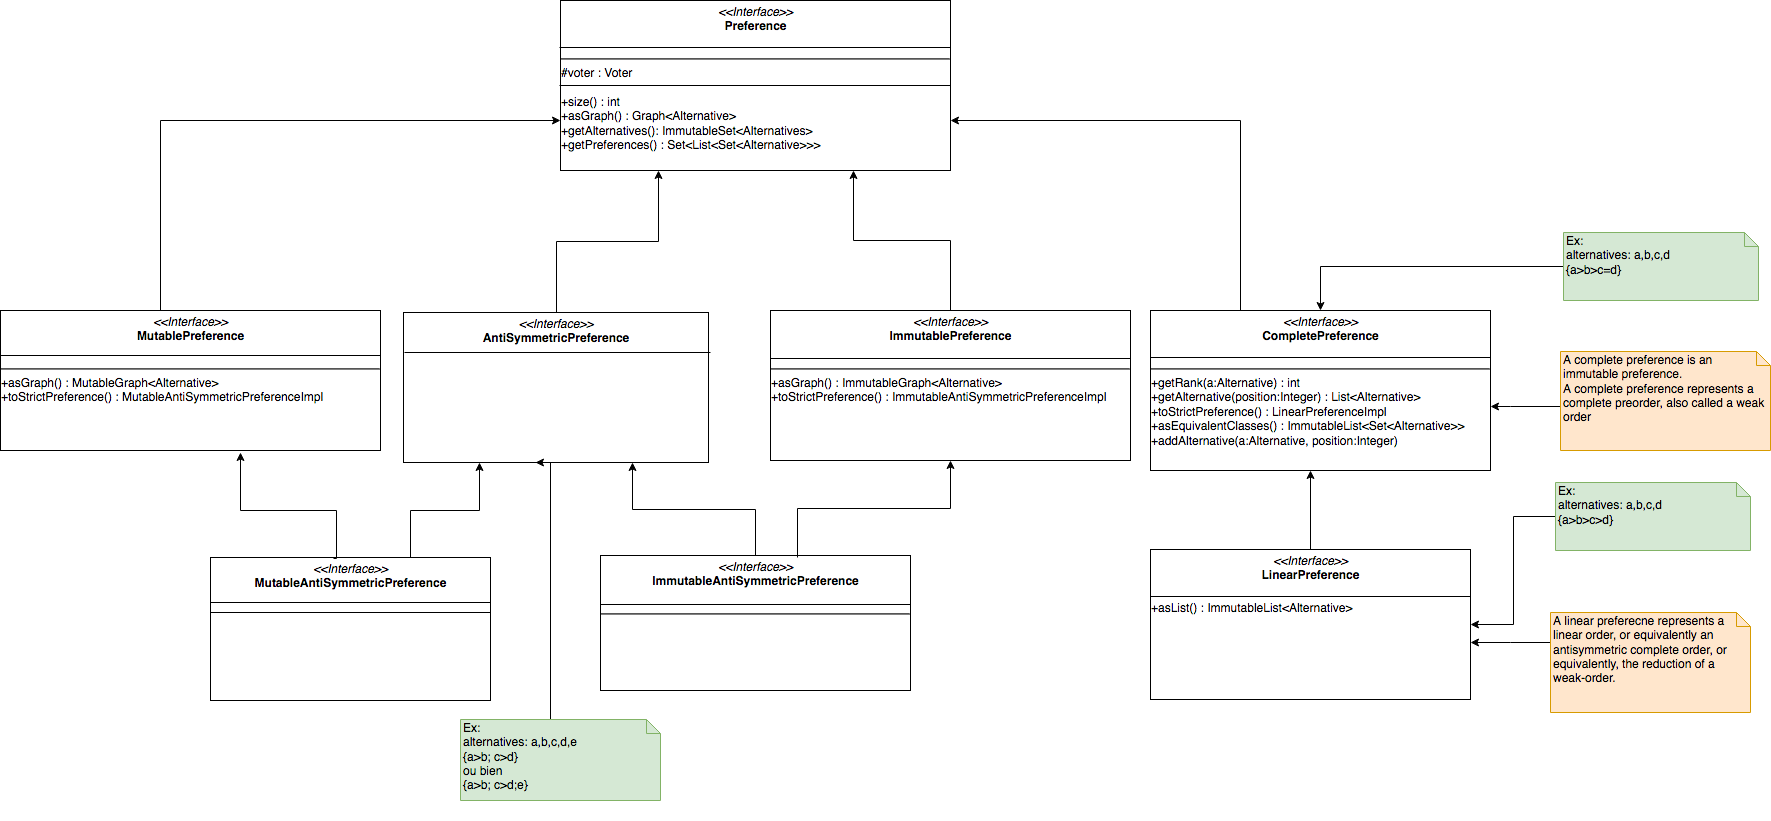 <<Interface>>
Preference
#voter : Voter
+size() : int
+asGraph() : Graph<Alternative>
+getAlternatives(): ImmutableSet<Alternatives>
+getPreferences() : Set<List<Set<Alternative>>>
Ex:
alternatives: a,b,c,d
{a>b>c=d}
<<Interface>>
MutablePreference
+asGraph() : MutableGraph<Alternative>
+toStrictPreference() : MutableAntiSymmetricPreferenceImpl
<<Interface>>
AntiSymmetricPreference
<<Interface>>
ImmutablePreference
+asGraph() : ImmutableGraph<Alternative>
+toStrictPreference() : ImmutableAntiSymmetricPreferenceImpl
<<Interface>>
CompletePreference
+getRank(a:Alternative) : int
+getAlternative(position:Integer) : List<Alternative>
+toStrictPreference() : LinearPreferenceImpl
+asEquivalentClasses() : ImmutableList<Set<Alternative>>
+addAlternative(a:Alternative, position:Integer)
A complete preference is an
immutable preference.
A complete preference represents a
complete preorder, also called a weak
order
Ex:
alternatives: a,b,c,d
{a>b>c>d}
<<Interface>>
MutableAntiSymmetricPreference
<<Interface>>
ImmutableAntiSymmetricPreference
<<Interface>>
LinearPreference
+asList() : ImmutableList<Alternative>
A linear preferecne represents a
linear order, or equivalently an
antisymmetric complete order, or
equivalently, the reduction of a
weak-order.
Ex:
alternatives: a,b,c,d,e
{a>b; c>d}
ou bien
{a>b; c>d;e}